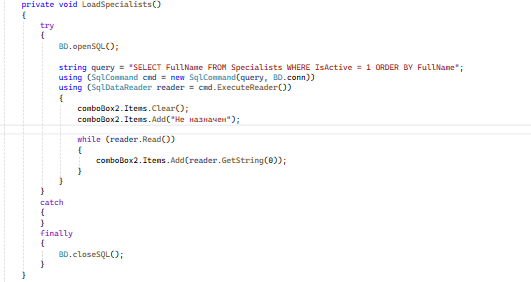 private void LoadSpecialists()
{
try
{
BD.openSQL();
string query = "SELECT FullName FROM Specialists WHERE IsActive = 1 ORDER BY FullName";
using (SqlCommand cmd = new SqlCommand(query, BD.conn))
using (SqlDataReader reader = cmd.ExecuteReader())
{
comboBox2.Items.Clear();
comboBox2.Items.Add("Не назначен");
while (reader.Read())
{
comboBox2.Items.Add(reader.GetString(0));
}
}
}
catch
{
}
finally
{
BD.closeSQL();
}
}